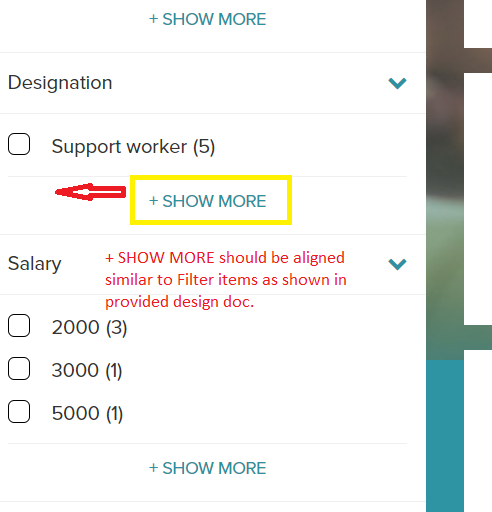 + SHOW MORE
Designation
Support worker (5)
+ SHOW MORE
Salary
+ SHOW MORE should be aligned
similar to Filter items as shown in
provided design doc.
2000 (3)
3000 (1)
5000 (1)
+ SHOW MORE